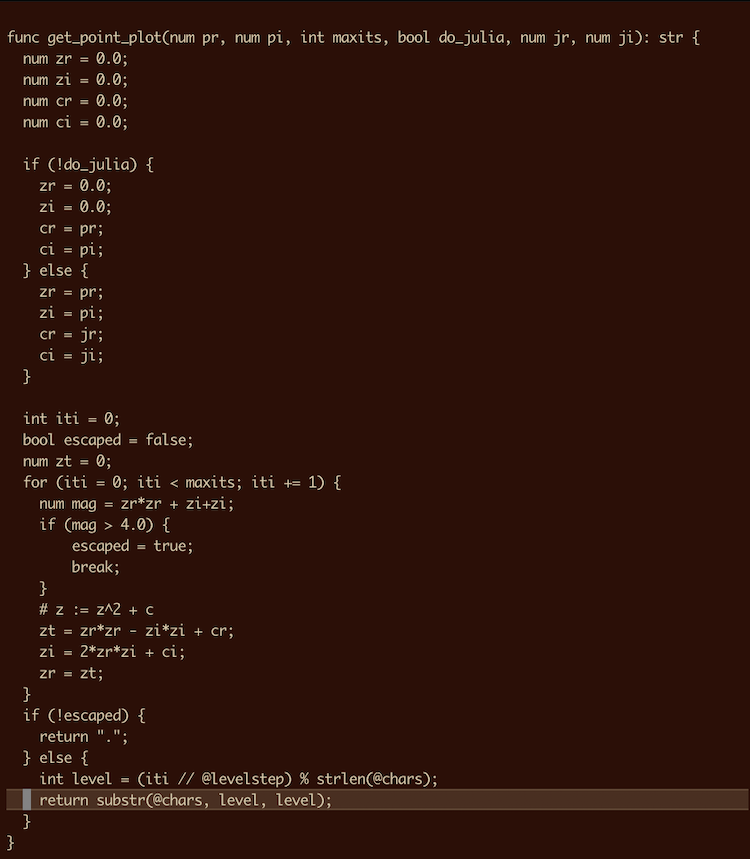 func get_point_plot(num pr, num pi, int maxits, bool do_julia, num jr, num ji): str {
  num zr = 0.0;
  num zi = 0.0;
  num cr = 0.0;
  num ci = 0.0;

  if (!do_julia) {
    zr = 0.0;
    zi = 0.0;
    cr = pr;
    ci = pi;
  } else {
    zr = pr;
    zi = pi;
    cr = jr;
    ci = ji;
  }

  int iti = 0;
  bool escaped = false;
  num zt = 0;
  for (iti = 0; iti < maxits; iti += 1) {
    num mag = zr*zr + zi+zi;
    if (mag > 4.0) {
        escaped = true;
        break;
    }
    # z := z^2 + c
    zt = zr*zr - zi*zi + cr;
    zi = 2*zr*zi + ci;
    zr = zt;
  }
  if (!escaped) {
    return ".";
  } else {
    int level = (iti // @levelstep) % strlen(@chars);
    return substr(@chars, level, level);
  }
}